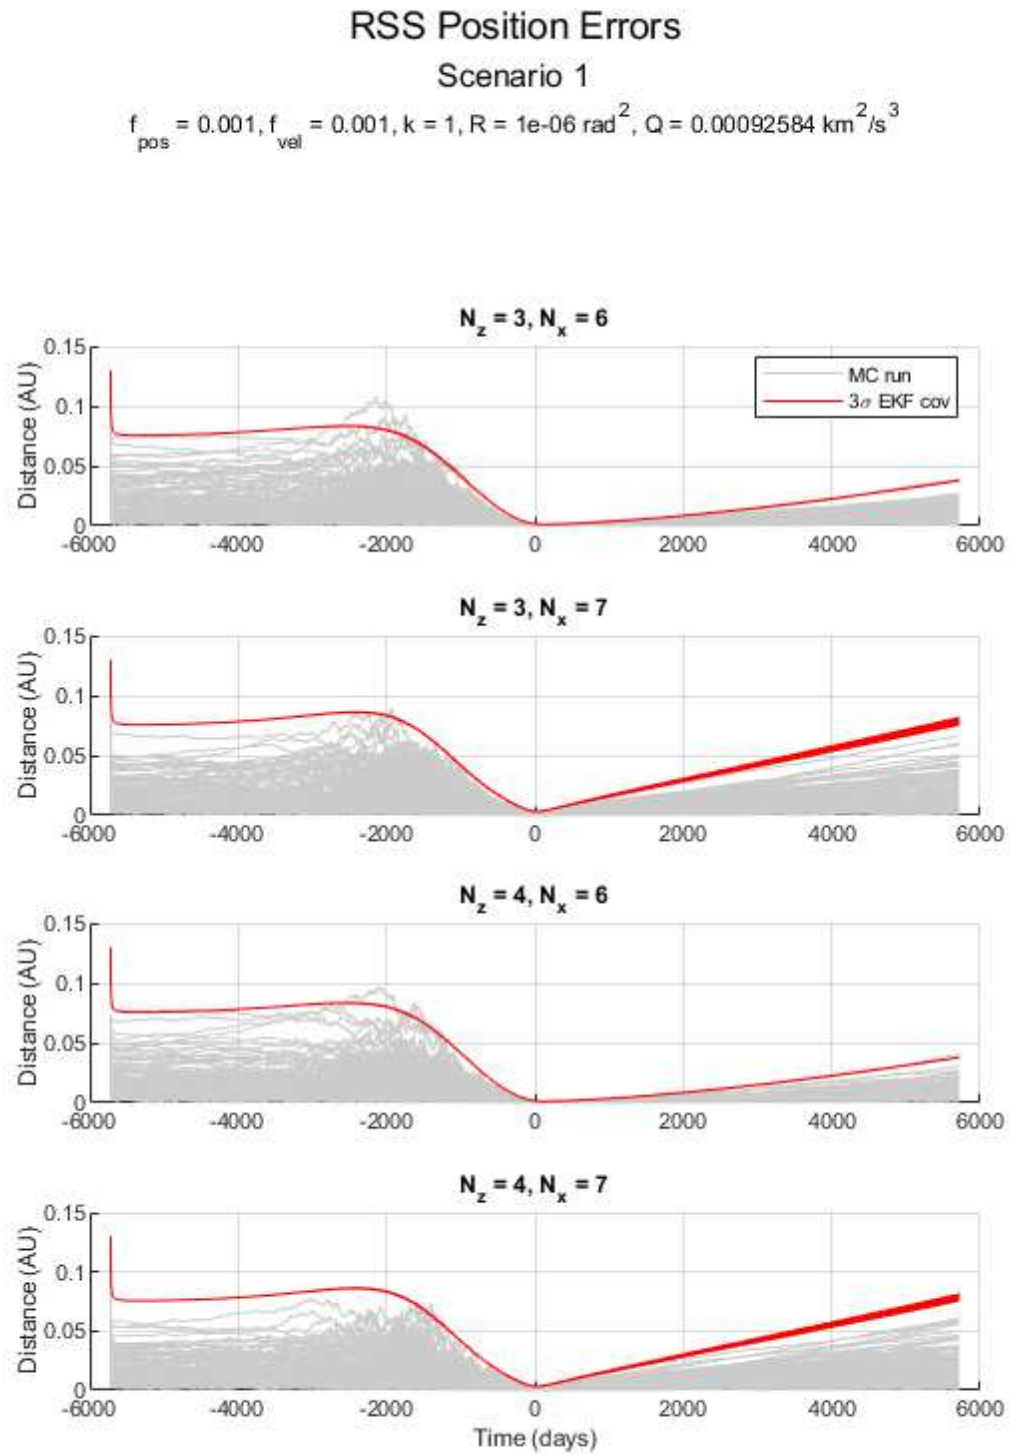 RSS Position Errors
Scenario 1
f_pos = 0.001, f_vel = 0.001, k = 1, R = 1e-06 rad^2, Q = 0.00092584 km^2/s^3
N_z = 3, N_x = 6
Distance (AU)
0.15
0.1
0.05
0
-6000 -4000 -2000 0 2000 4000 6000
MC run
3σ EKF cov
N_z = 3, N_x = 7
Distance (AU)
0.15
0.1
0.05
0
-6000 -4000 -2000 0 2000 4000 6000
N_z = 4, N_x = 6
Distance (AU)
0.15
0.1
0.05
0
-6000 -4000 -2000 0 2000 4000 6000
N_z = 4, N_x = 7
Distance (AU)
0.15
0.1
0.05
0
-6000 -4000 -2000 0 2000 4000 6000
Time (days)